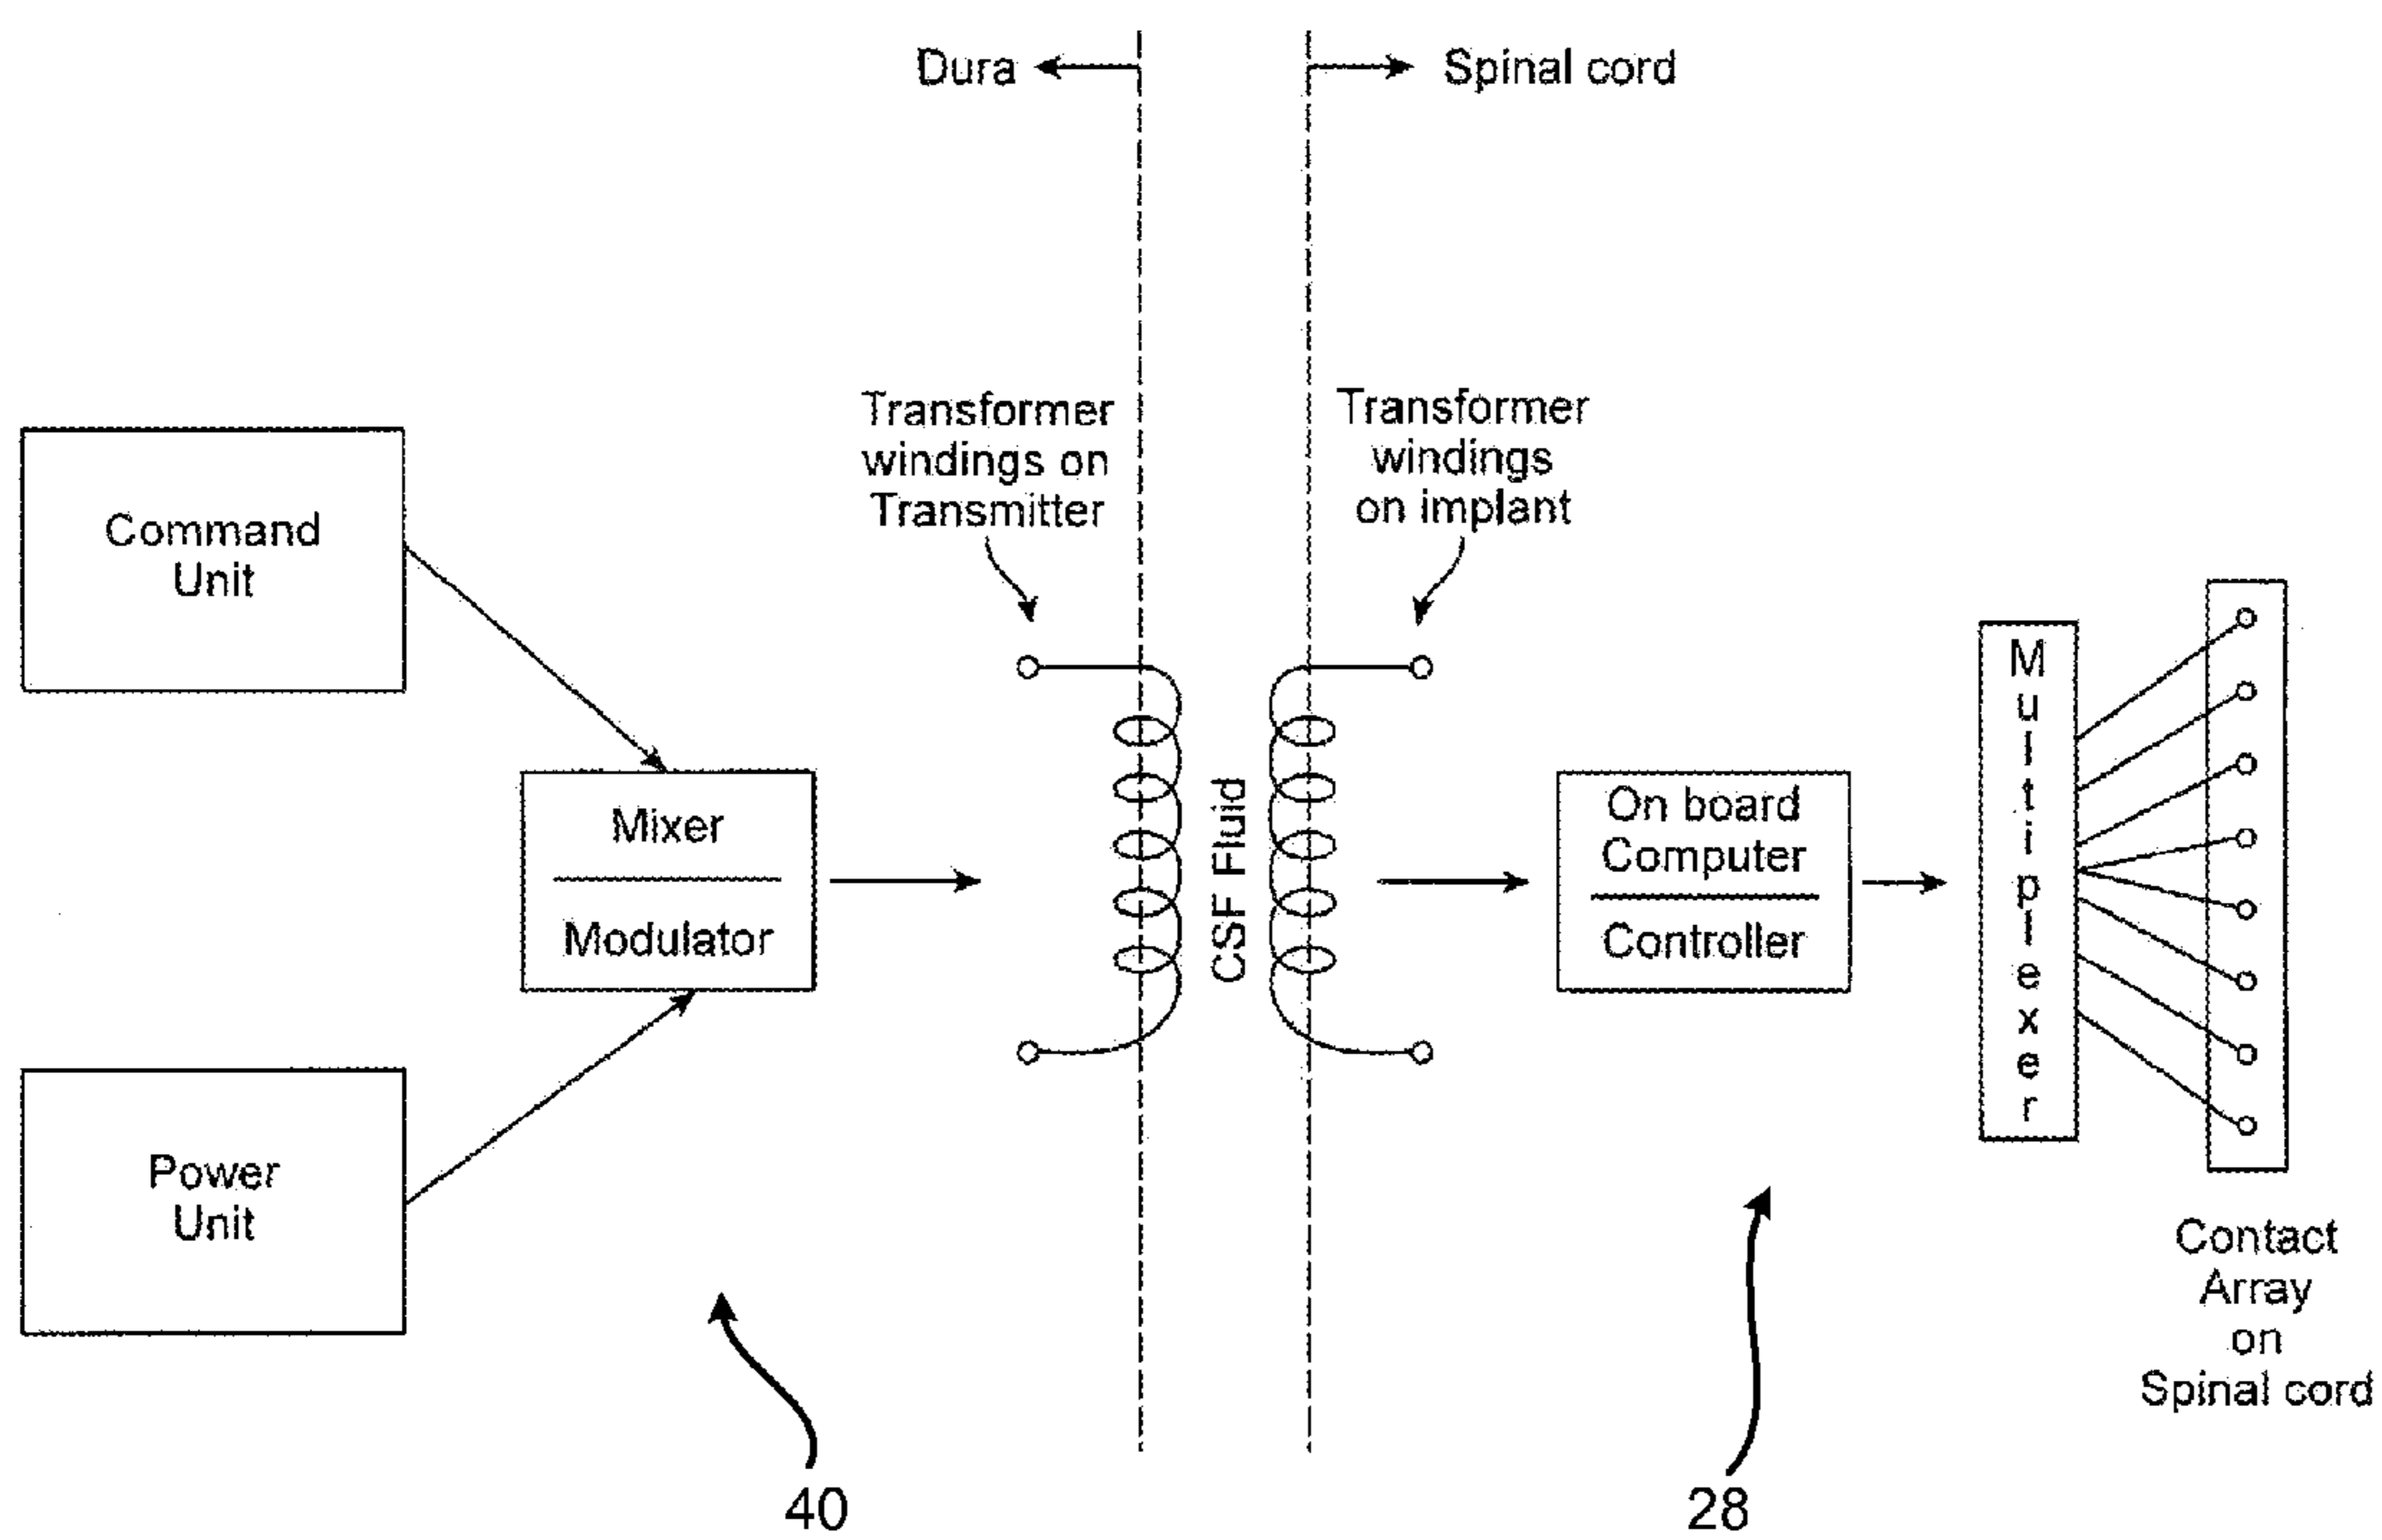 Dura
Spinal cord
Transformer
windings on
Transmitter
Transformer
windings
on implant
Command
Unit
Mixer
Modulator
Power
Unit
CSF Fluid
On board
Computer
Controller
Multiplexer
Contact
Array
on
Spinal cord
40
28